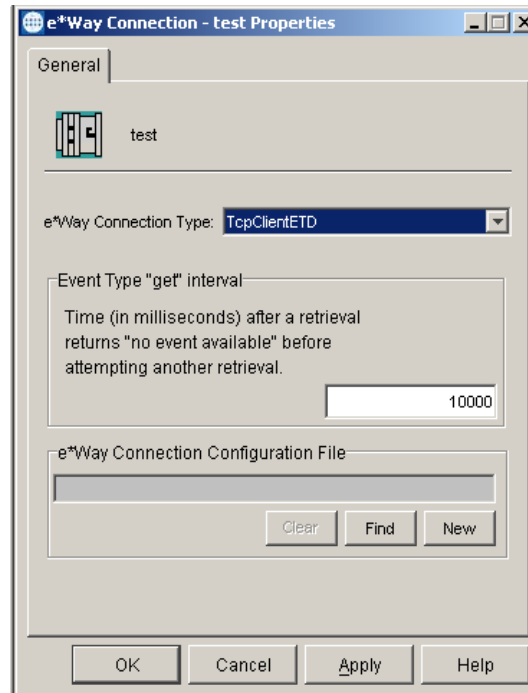 e*Way Connection - test Properties
General
test
e*Way Connection Type: TcpClientETD
Event Type "get" interval
Time (in milliseconds) after a retrieval
returns "no event available" before
attempting another retrieval.
10000
e*Way Connection Configuration File
Clear Find New
OK Cancel Apply Help